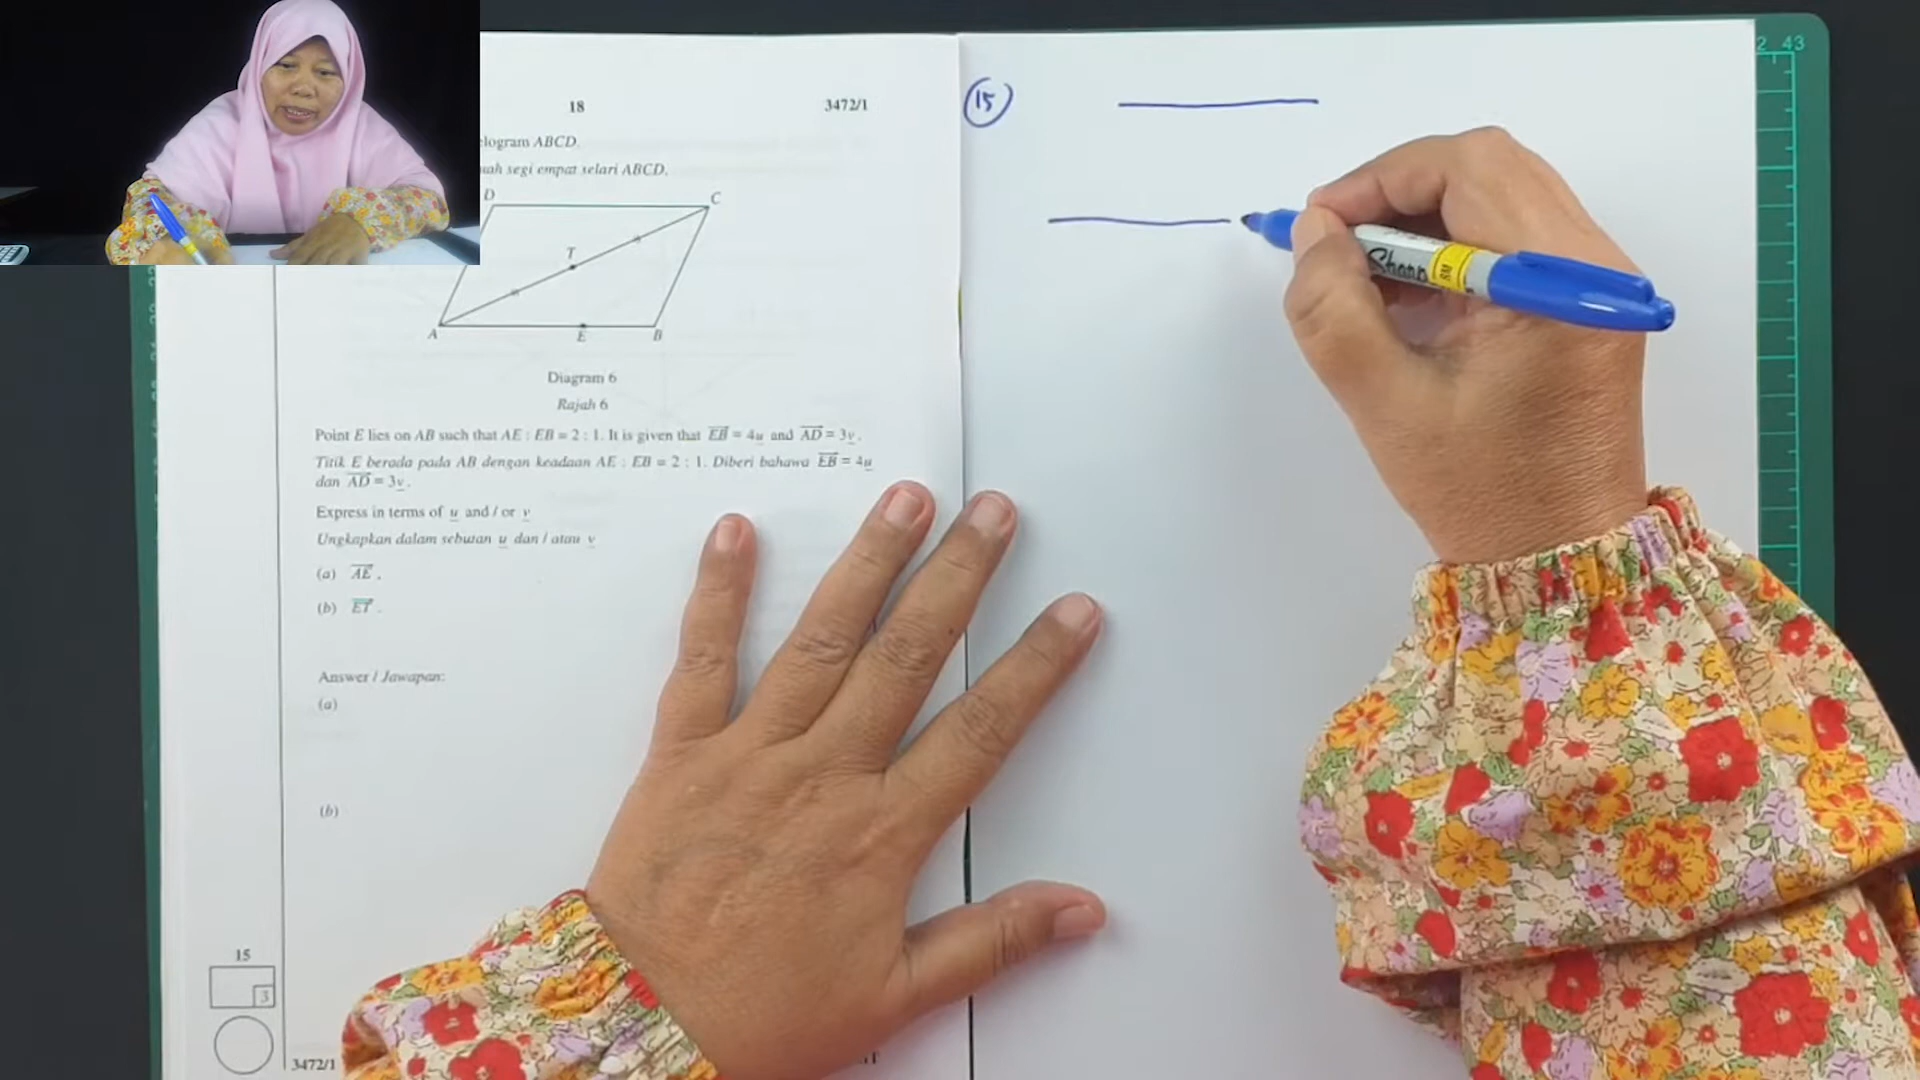 18 3472/1
logram ABCD.
segi empat selari ABCD.
D C
T
A E B
Diagram 6
Rajah 6
Point E lies on AB such that AE : EB = 2 : 1. It is given that EB = 4u and AD = 3v.
Titik E berada pada AB dengan keadaan AE : EB = 2 : 1. Diberi bahawa EB = 4u
dan AD = 3v.
Express in terms of u and / or v
Ungkapkan dalam sebutan u dan / atau v
(a) AE .
(b) ET .
Answer / Jawapan:
(a)
(b)
15
3
3472/1
15
Sharp
43